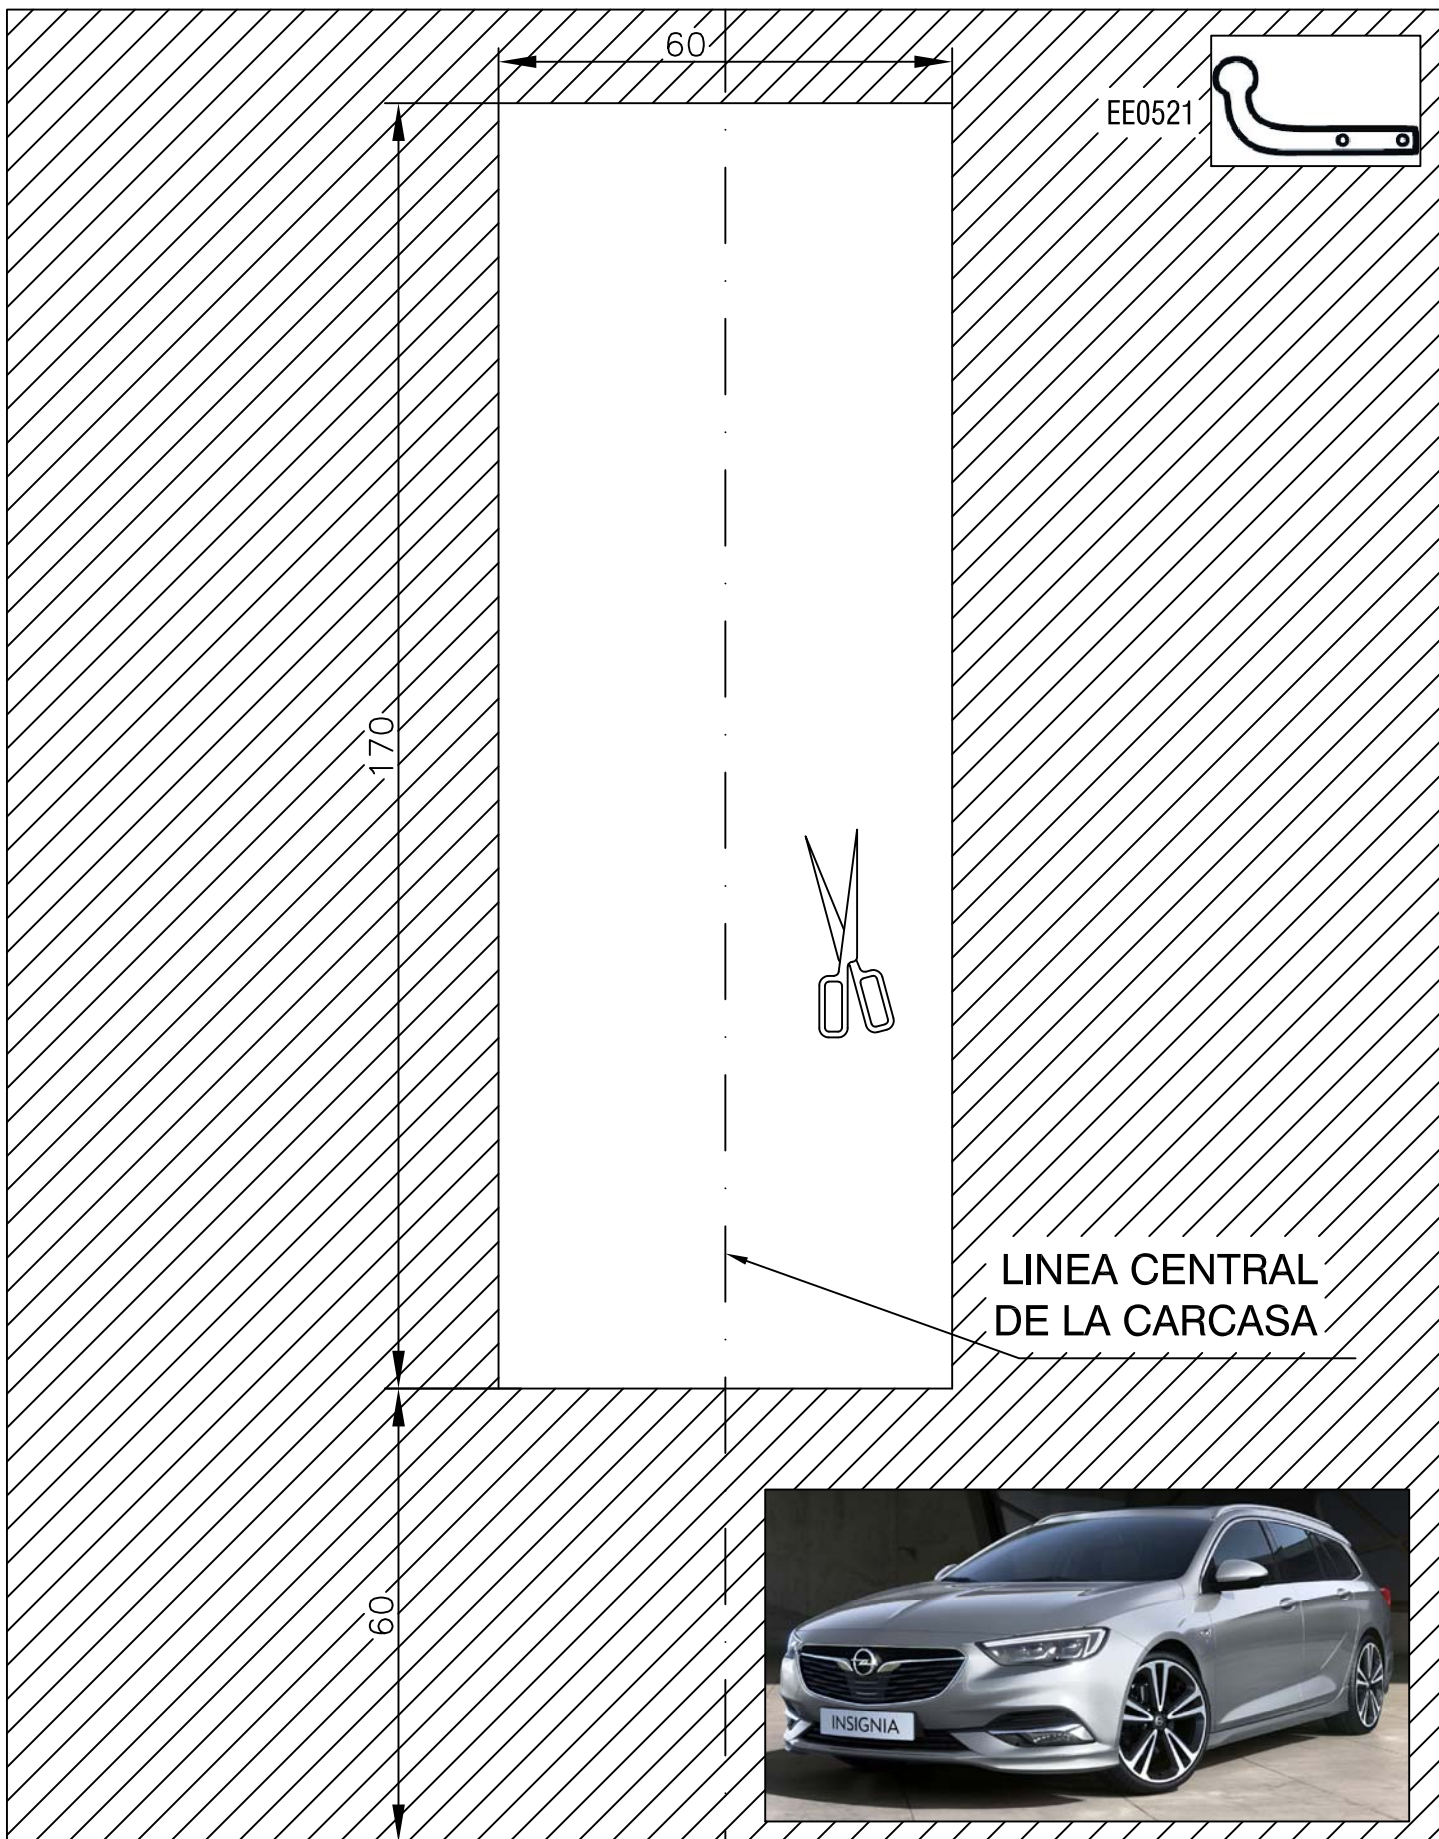 60
EE0521
170
LINEA CENTRAL
DE LA CARCASA
60
INSIGNIA